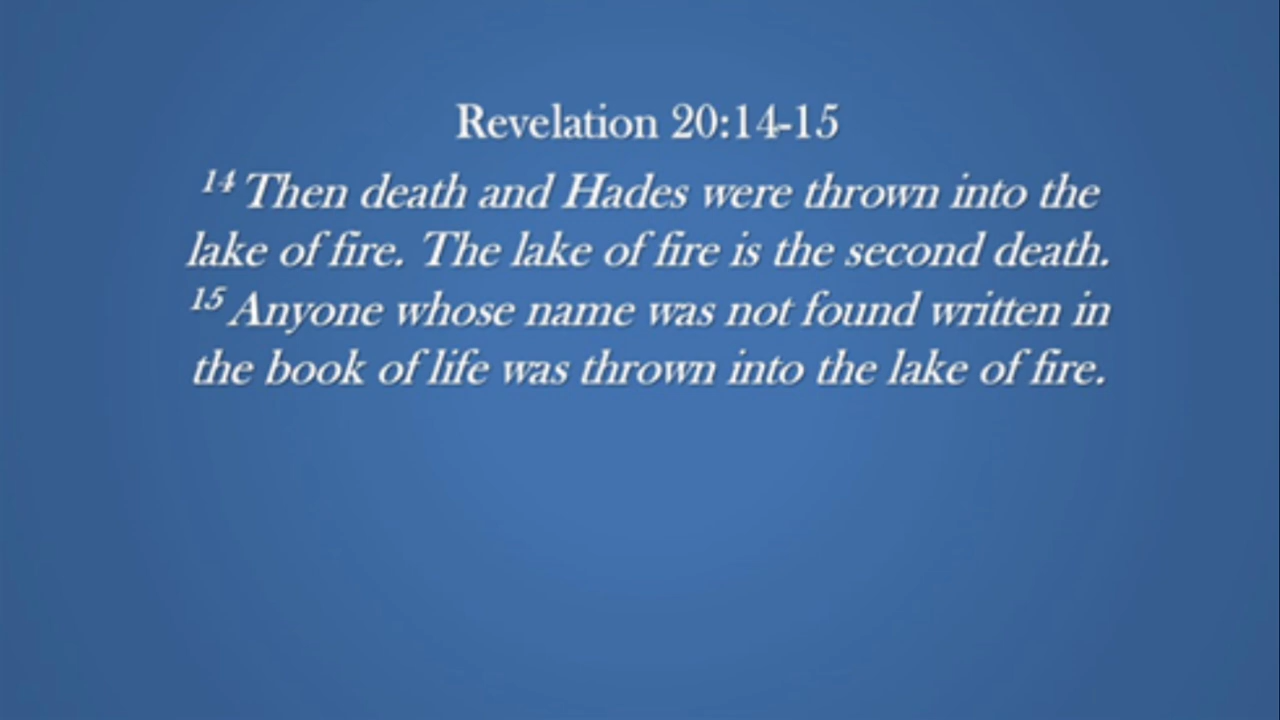 Revelation 20:14-15
14 Then death and Hades were thrown into the
lake of fire. The lake of fire is the second death.
15 Anyone whose name was not found written in
the book of life was thrown into the lake of fire.